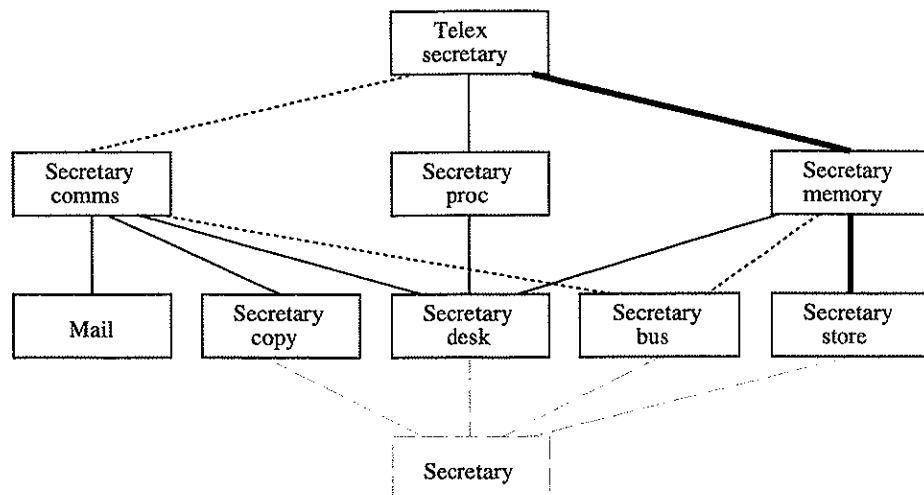 Telex
secretary
Secretary
comms
Secretary
proc
Secretary
memory
Mail
Secretary
copy
Secretary
desk
Secretary
bus
Secretary
store
Secretary